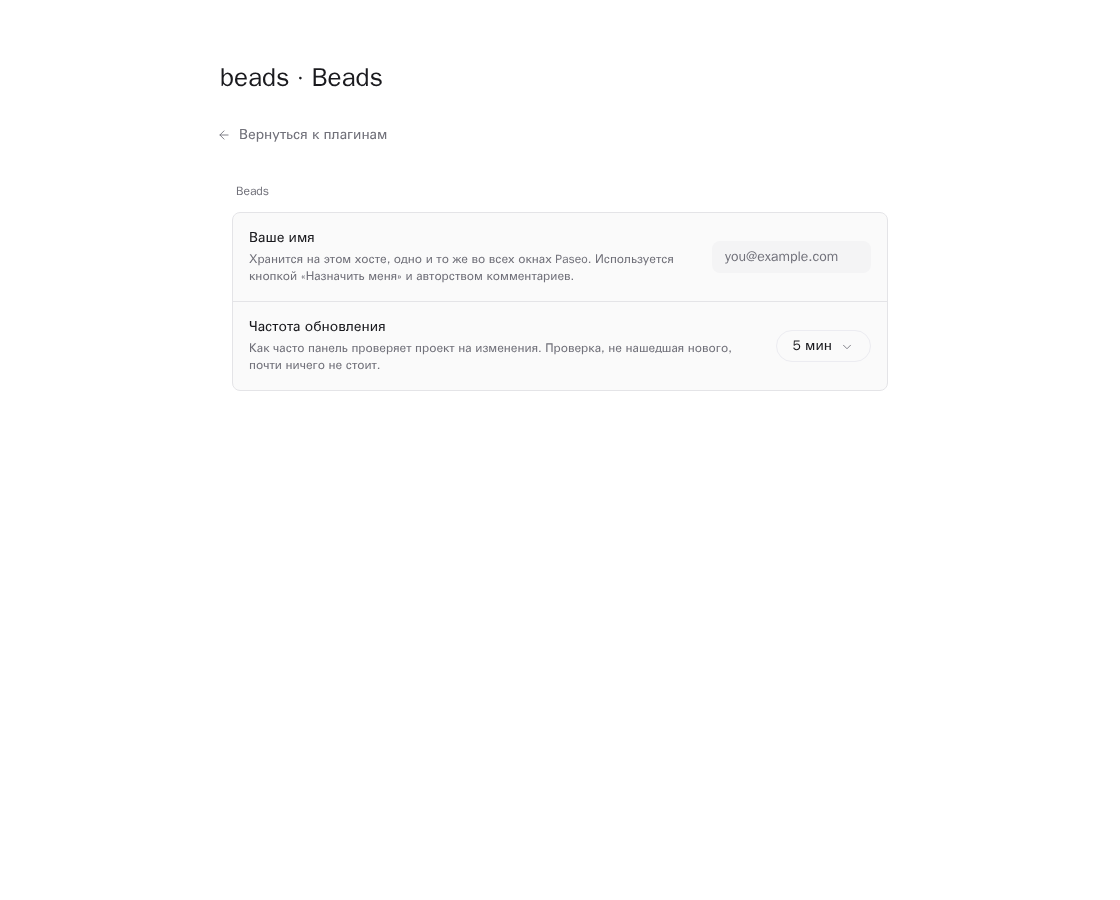 beads · Beads
Вернуться к плагинам
Beads
Ваше имя
Хранится на этом хосте, одно и то же во всех окнах Paseo. Используется
кнопкой «Назначить меня» и авторством комментариев.
you@example.com
Частота обновления
Как часто панель проверяет проект на изменения. Проверка, не нашедшая нового,
почти ничего не стоит.
5 мин